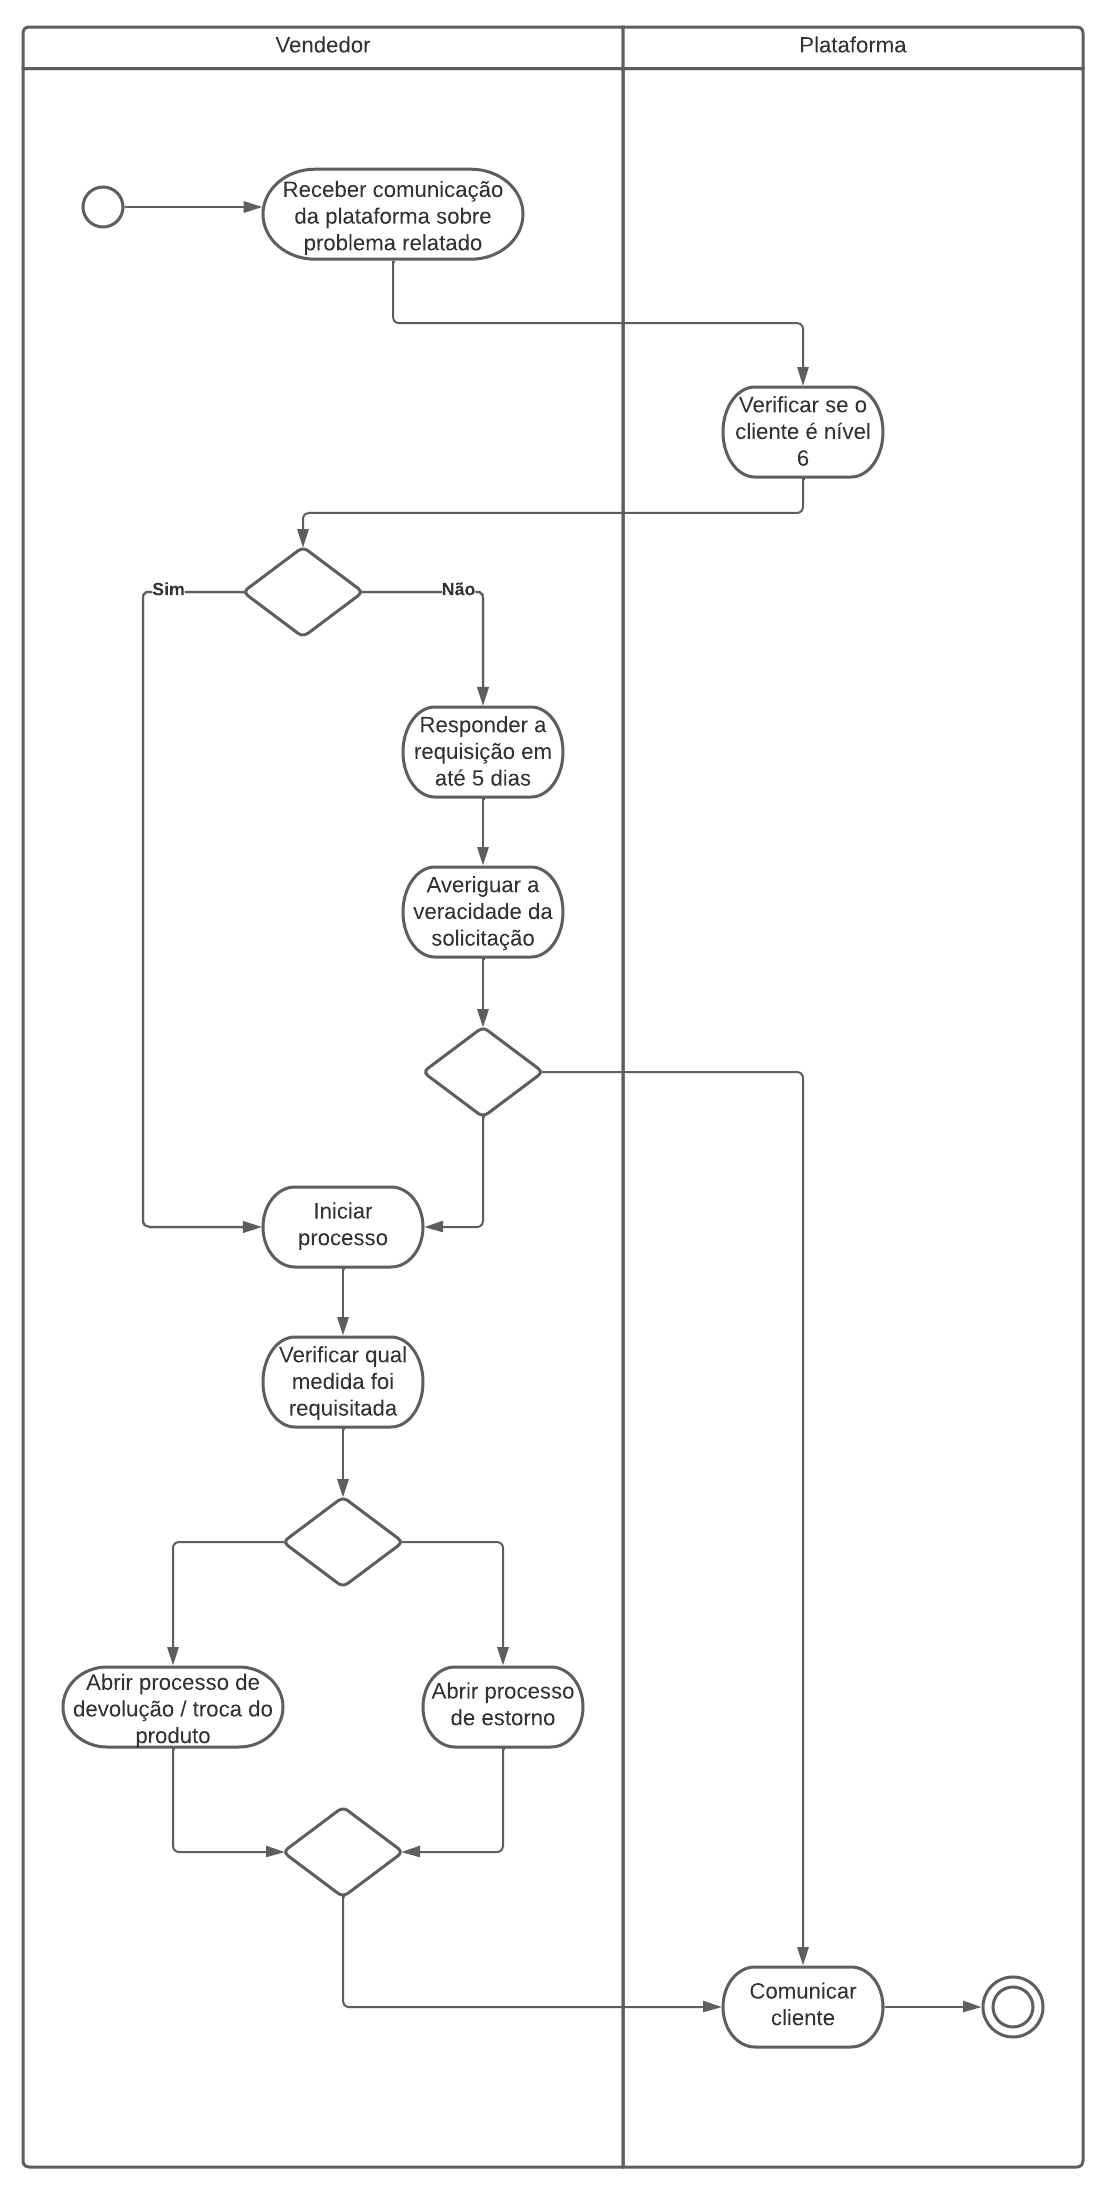 Vendedor
Plataforma
Receber comunicação
da plataforma sobre
problema relatado
Verificar se o
cliente é nível
6
Sim
Não
Responder a
requisição em
até 5 dias
Averiguar a
veracidade da
solicitação
Iniciar
processo
Verificar qual
medida foi
requisitada
Abrir processo de
devolução / troca do
produto
Abrir processo
de estorno
Comunicar
cliente